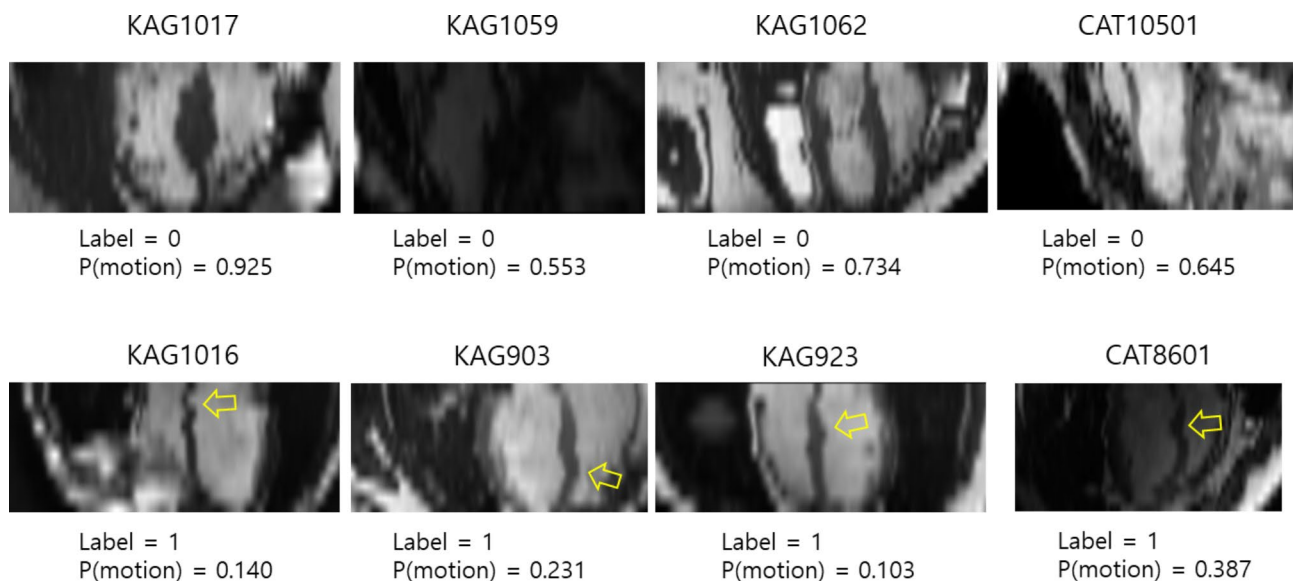 KAG1017
KAG1059
KAG1062
CAT10501
Label = 0
P(motion) = 0.925
Label = 0
P(motion) = 0.553
Label = 0
P(motion) = 0.734
Label = 0
P(motion) = 0.645
KAG1016
KAG903
KAG923
CAT8601
Label = 1
P(motion) = 0.140
Label = 1
P(motion) = 0.231
Label = 1
P(motion) = 0.103
Label = 1
P(motion) = 0.387